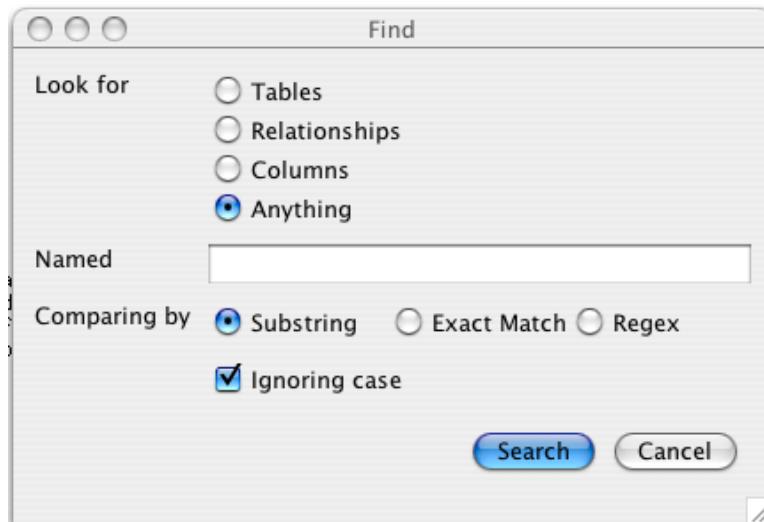 Find
Look for
Tables
Relationships
Columns
Anything
Named
Comparing by
Substring Exact Match Regex
Ignoring case
Search Cancel